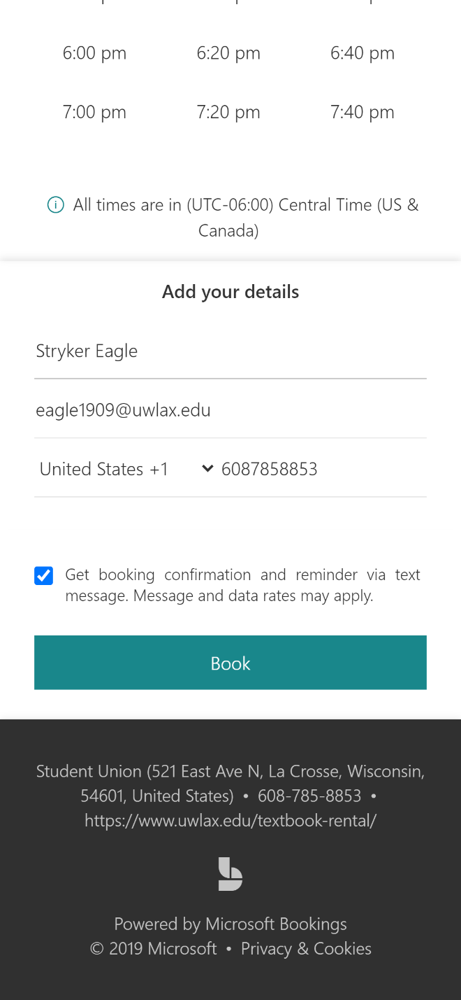 6:00 pm 6:20 pm 6:40 pm
7:00 pm 7:20 pm 7:40 pm
All times are in (UTC-06:00) Central Time (US &
Canada)
Add your details
Stryker Eagle
eagle1909@uwlax.edu
United States +1 6087858853
Get booking confirmation and reminder via text
message. Message and data rates may apply.
Book
Student Union (521 East Ave N, La Crosse, Wisconsin,
54601, United States) • 608-785-8853 •
https://www.uwlax.edu/textbook-rental/
Powered by Microsoft Bookings
© 2019 Microsoft • Privacy & Cookies